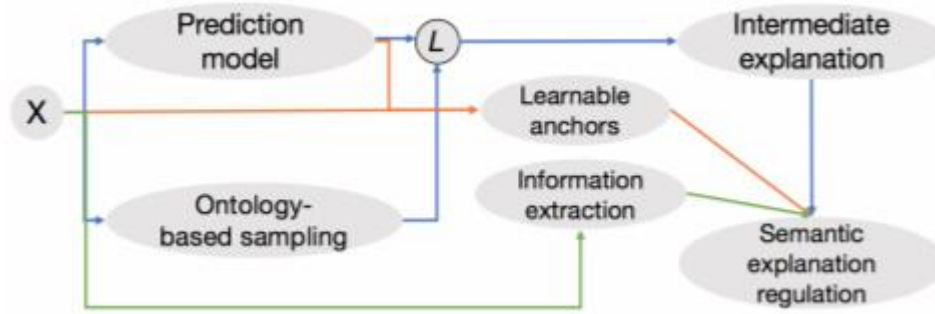 Prediction
model
L
Intermediate
explanation
X
Learnable
anchors
Information
extraction
Ontology-
based sampling
Semantic
explanation
regulation